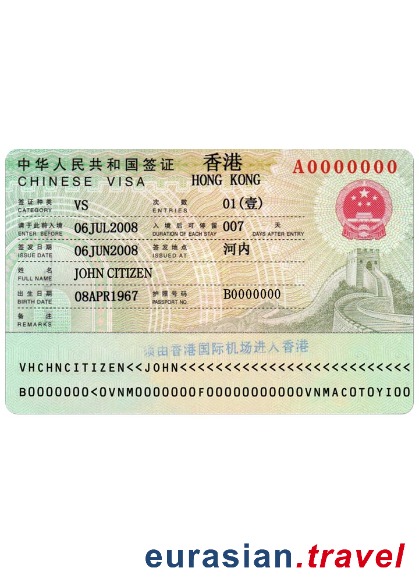 中华人民共和国签证 香港 A0000000
CHINESE VISA HONG KONG
签证种类 VS 次数 01(壹)
CATEGORY ENTRIES
请于此前入境 06JUL2008 入境后可停留 007 天
ENTER BEFORE DURATION OF EACH STAY DAYS AFTER ENTRY
签发日期 06JUN2008 签发地点 河内
ISSUE DATE ISSUED AT
姓名 JOHN CITIZEN
FULL NAME
出生日期 08APR1967 护照号码 B0000000
BIRTH DATE PASSPORT NO
备注
REMARKS
须由香港国际机场进入香港
VHCHNCITIZEN<<JOHN<<<<<<<<<<<<<<<<<<<<<<<<<<
B0000000<0VNM0000000F00000000000VNMAC0T0YI00
eurasian.travel